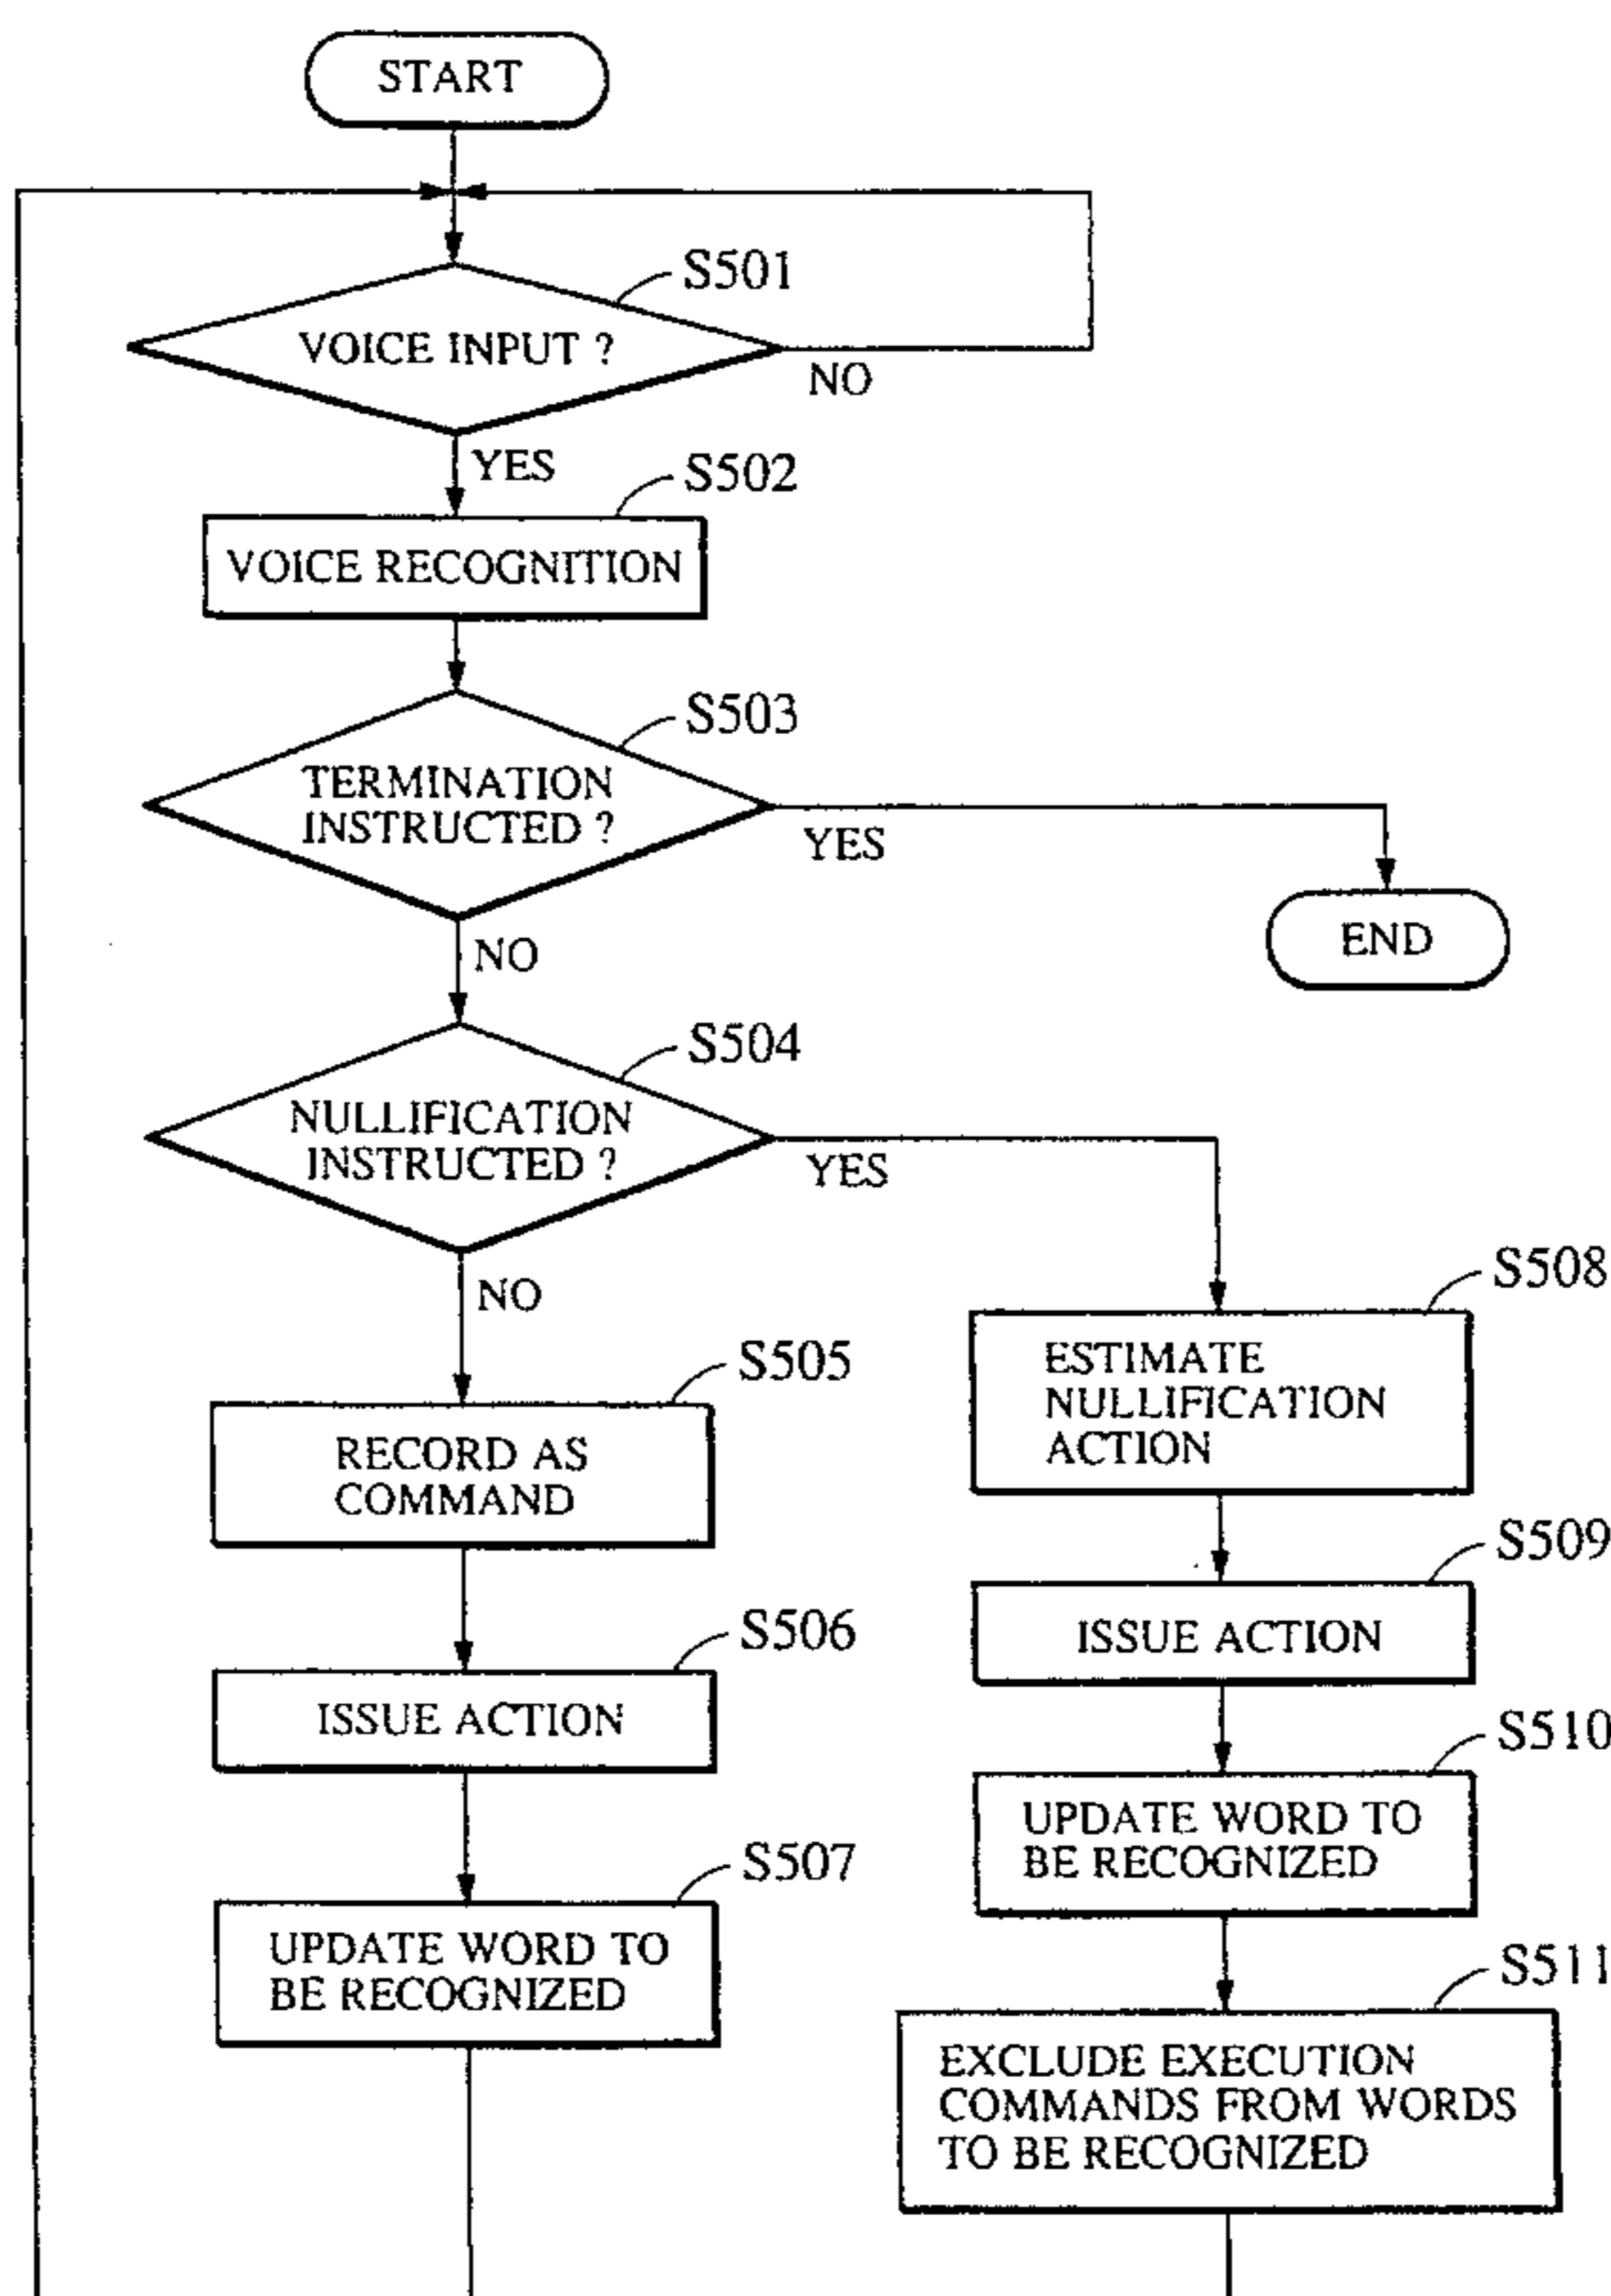 START
S501
VOICE INPUT ?
NO
YES
S502
VOICE RECOGNITION
S503
TERMINATION
INSTRUCTED ?
YES
END
NO
S504
NULLIFICATION
INSTRUCTED ?
YES
NO
S505
RECORD AS
COMMAND
S506
ISSUE ACTION
S507
UPDATE WORD TO
BE RECOGNIZED
S508
ESTIMATE
NULLIFICATION
ACTION
S509
ISSUE ACTION
S510
UPDATE WORD TO
BE RECOGNIZED
S511
EXCLUDE EXECUTION
COMMANDS FROM WORDS
TO BE RECOGNIZED